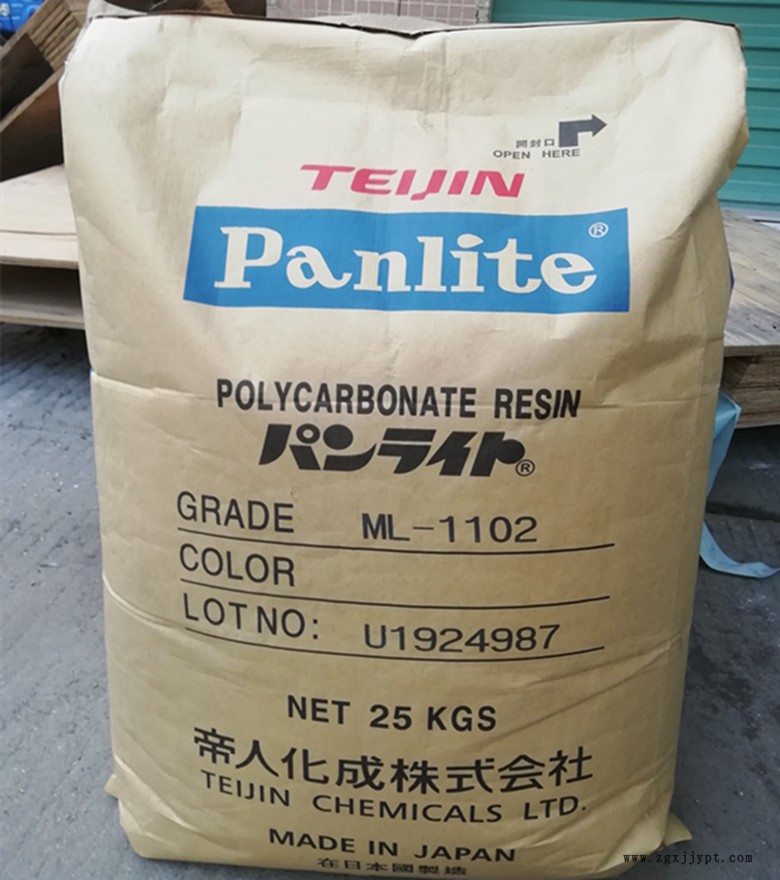 開封口
OPEN HERE
TEIJIN
Panlite®
POLYCARBONATE RESIN
パンライト®
GRADE ML-1102
COLOR
LOT NO: U1924987
NET 25 KGS
帝人化成株式会社
TEIJIN CHEMICALS LTD.
MADE IN JAPAN
在日本國製造
www.zgxjjypt.com